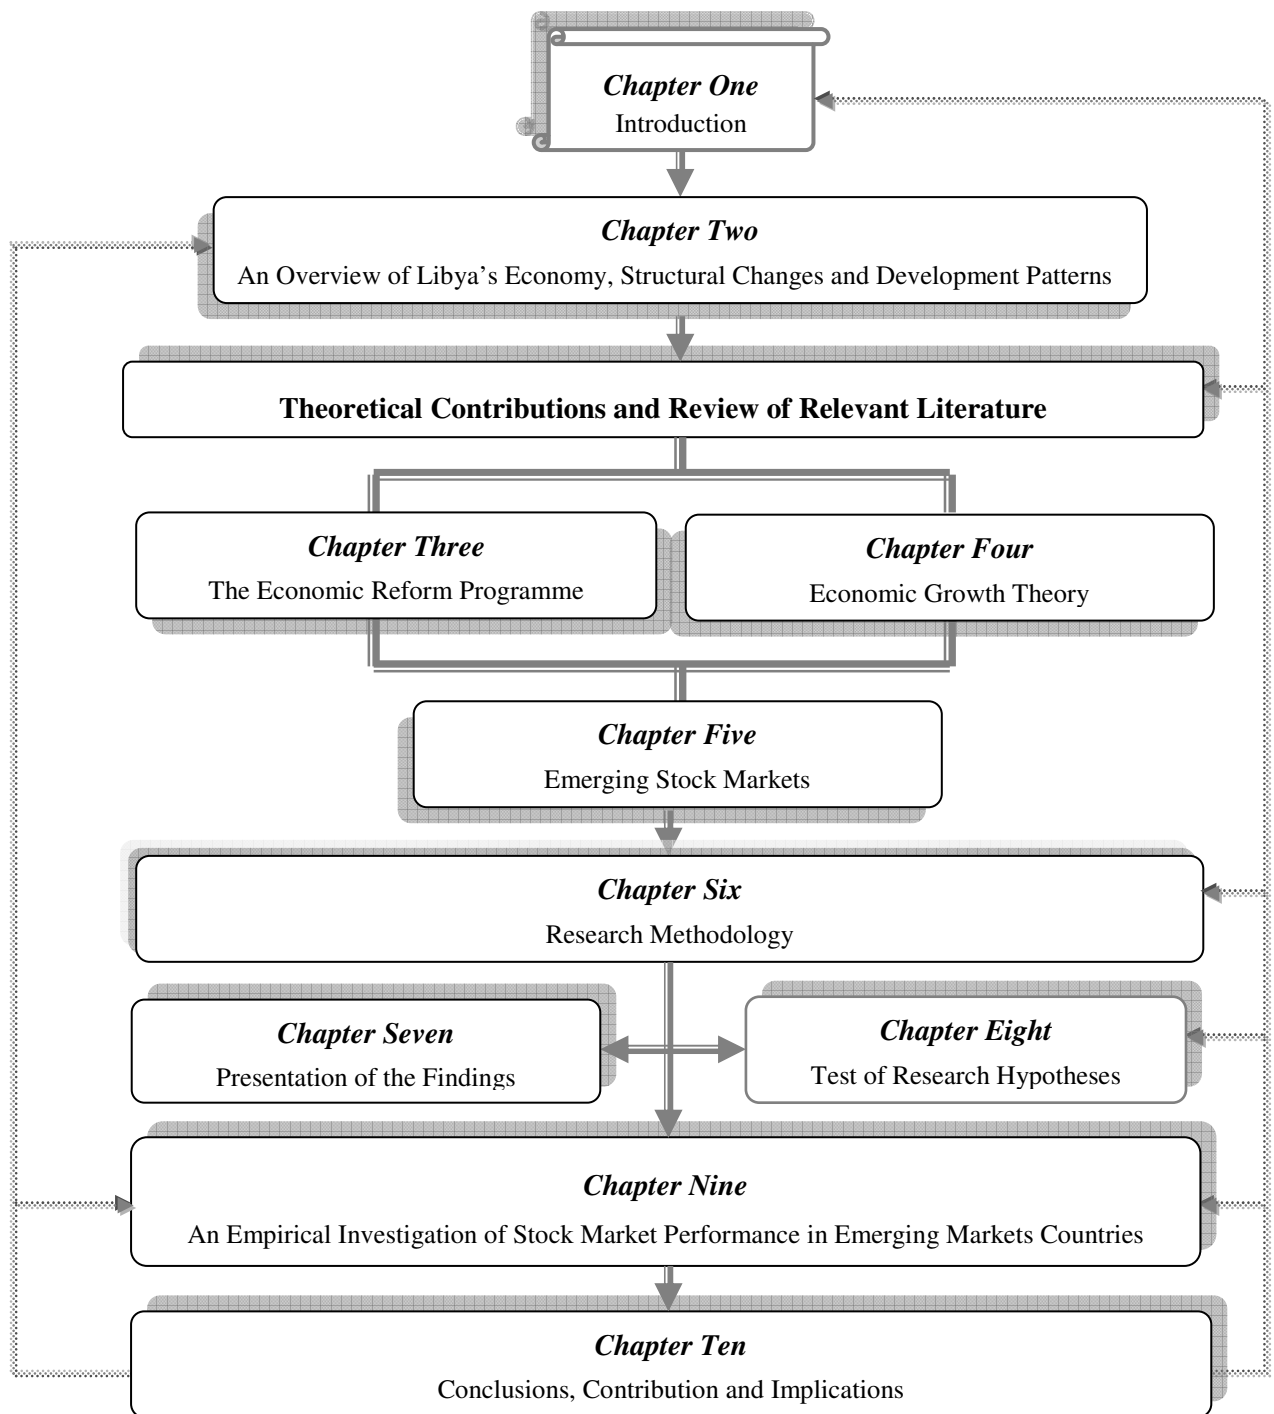 Chapter One
Introduction
Chapter Two
An Overview of Libya’s Economy, Structural Changes and Development Patterns
Theoretical Contributions and Review of Relevant Literature
Chapter Three
The Economic Reform Programme
Chapter Four
Economic Growth Theory
Chapter Five
Emerging Stock Markets
Chapter Six
Research Methodology
Chapter Seven
Presentation of the Findings
Chapter Eight
Test of Research Hypotheses
Chapter Nine
An Empirical Investigation of Stock Market Performance in Emerging Markets Countries
Chapter Ten
Conclusions, Contribution and Implications